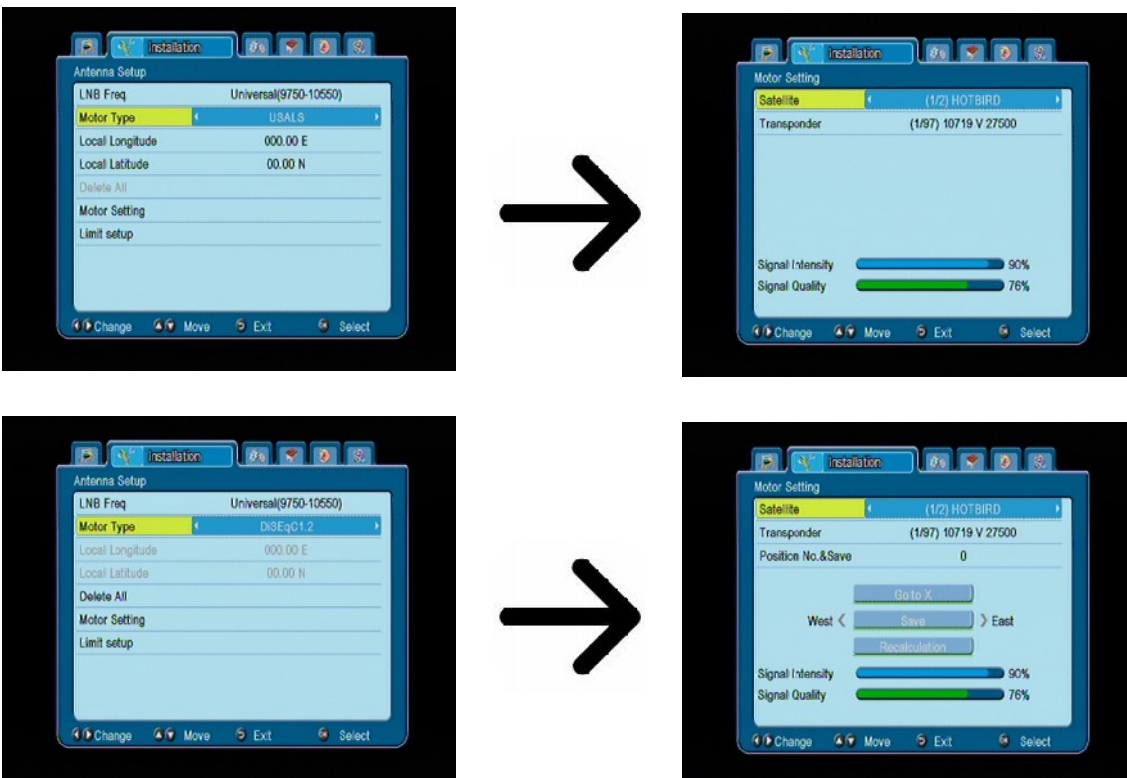 Installation
Antenna Setup
LNB Freq Universal(9750-10550)
Motor Type USALS
Local Longitude 000.00 E
Local Latitude 00.00 N
Delete All
Motor Setting
Limit setup
Change Move Exit Select
Installation
Motor Setting
Satellite (1/2) HOTBIRD
Transponder (1/97) 10719 V 27500
Signal Intensity 90%
Signal Quality 76%
Change Move Exit Select
Installation
Antenna Setup
LNB Freq Universal(9750-10550)
Motor Type DiSEqC1.2
Local Longitude 000.00 E
Local Latitude 00.00 N
Delete All
Motor Setting
Limit setup
Change Move Exit Select
Installation
Motor Setting
Satellite (1/2) HOTBIRD
Transponder (1/97) 10719 V 27500
Position No.&Save 0
Go to X
West Save East
Recalculation
Signal Intensity 90%
Signal Quality 76%
Change Move Exit Select